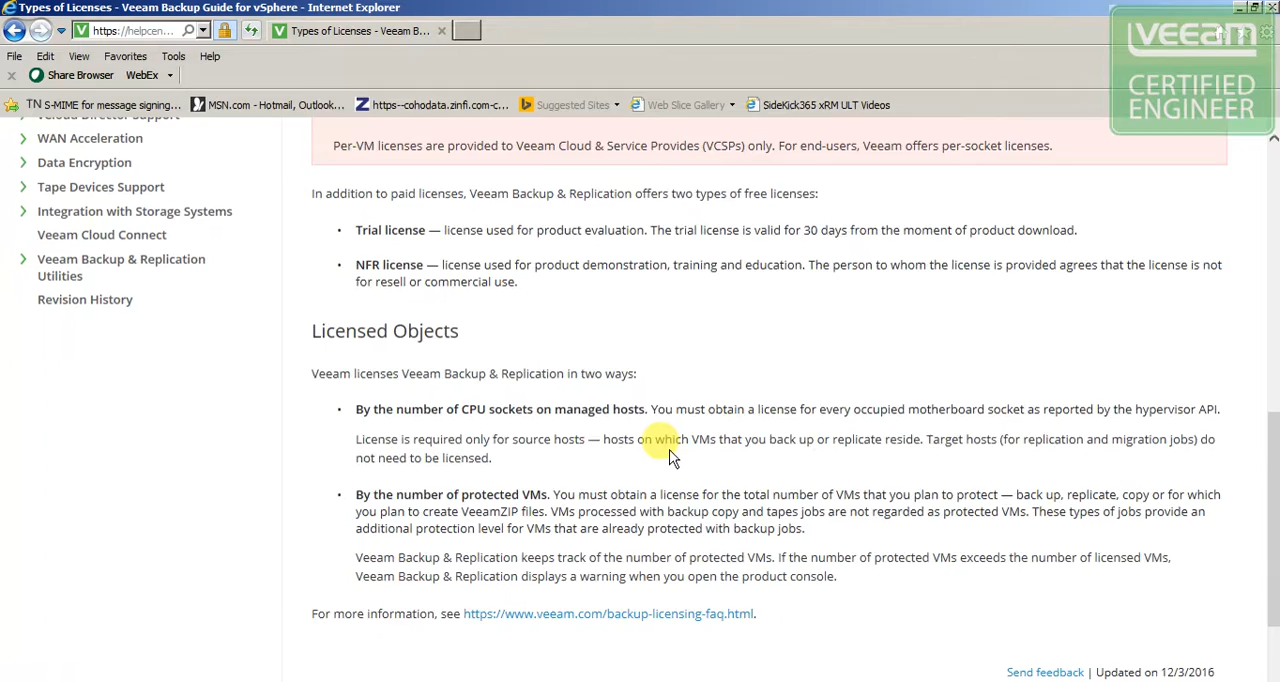 Types of Licenses - Veeam Backup Guide for vSphere - Internet Explorer
https://helpcen...
Types of Licenses - Veeam B...
File Edit View Favorites Tools Help
Share Browser WebEx
TN S-MIME for message signing...
MSN.com - Hotmail, Outlook...
https--cohodata.zinfi.com-c...
Suggested Sites
Web Slice Gallery
SideKick365 xRM ULT Videos
veeam
CERTIFIED
ENGINEER
vCloud Director Support
WAN Acceleration
Data Encryption
Tape Devices Support
Integration with Storage Systems
Veeam Cloud Connect
Veeam Backup & Replication
Utilities
Revision History
Per-VM licenses are provided to Veeam Cloud & Service Provides (VCSPs) only. For end-users, Veeam offers per-socket licenses.
In addition to paid licenses, Veeam Backup & Replication offers two types of free licenses:
• Trial license — license used for product evaluation. The trial license is valid for 30 days from the moment of product download.
• NFR license — license used for product demonstration, training and education. The person to whom the license is provided agrees that the license is not
for resell or commercial use.
Licensed Objects
Veeam licenses Veeam Backup & Replication in two ways:
• By the number of CPU sockets on managed hosts. You must obtain a license for every occupied motherboard socket as reported by the hypervisor API.
License is required only for source hosts — hosts on which VMs that you back up or replicate reside. Target hosts (for replication and migration jobs) do
not need to be licensed.
• By the number of protected VMs. You must obtain a license for the total number of VMs that you plan to protect — back up, replicate, copy or for which
you plan to create VeeamZIP files. VMs processed with backup copy and tapes jobs are not regarded as protected VMs. These types of jobs provide an
additional protection level for VMs that are already protected with backup jobs.
Veeam Backup & Replication keeps track of the number of protected VMs. If the number of protected VMs exceeds the number of licensed VMs,
Veeam Backup & Replication displays a warning when you open the product console.
For more information, see https://www.veeam.com/backup-licensing-faq.html.
Send feedback | Updated on 12/3/2016